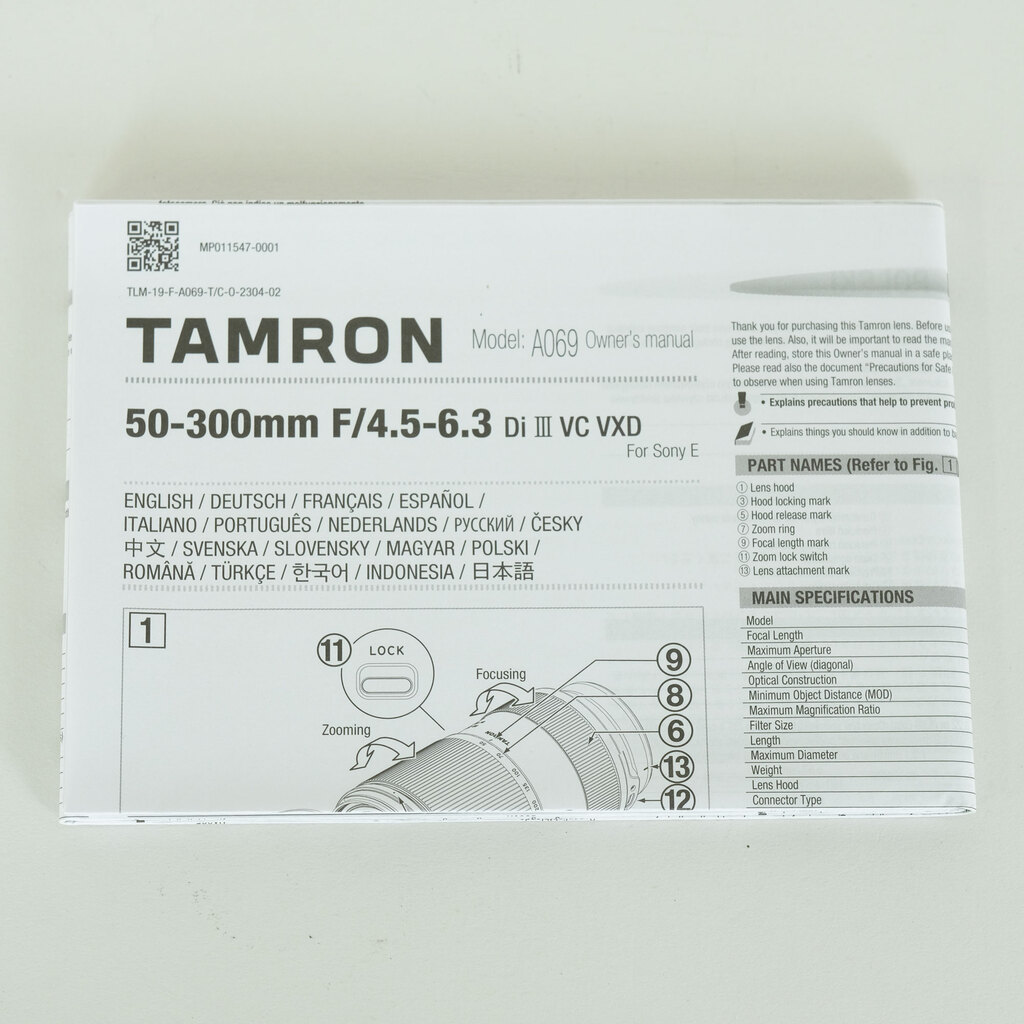 MP011547-0001
TLM-19-F-A069-T/C-O-2304-02
TAMRON Model: A069 Owner's manual
50-300mm F/4.5-6.3 Di III VC VXD
For Sony E
ENGLISH / DEUTSCH / FRANÇAIS / ESPAÑOL /
ITALIANO / PORTUGUÊS / NEDERLANDS / РУССКИЙ / ČESKY
中文 / SVENSKA / SLOVENSKY / MAGYAR / POLSKI /
ROMÂNĂ / TÜRKÇE / 한국어 / INDONESIA / 日本語
1
⑪ LOCK
Focusing
Zooming
⑨
⑧
⑥
⑬
⑫
TAMRON
Thank you for purchasing this Tamron lens. Before
use the lens. Also, it will be important to read the
After reading, store this Owner's manual in a safe
Please read also the document "Precautions for
to observe when using Tamron lenses.
• Explains precautions that help to prevent
• Explains things you should know in addition to
PART NAMES (Refer to Fig. 1
① Lens hood
③ Hood locking mark
⑤ Hood release mark
⑦ Zoom ring
⑨ Focal length mark
⑪ Zoom lock switch
⑬ Lens attachment mark
MAIN SPECIFICATIONS
Model
Focal Length
Maximum Aperture
Angle of View (diagonal)
Optical Construction
Minimum Object Distance (MOD)
Maximum Magnification Ratio
Filter Size
Length
Maximum Diameter
Weight
Lens Hood
Connector Type